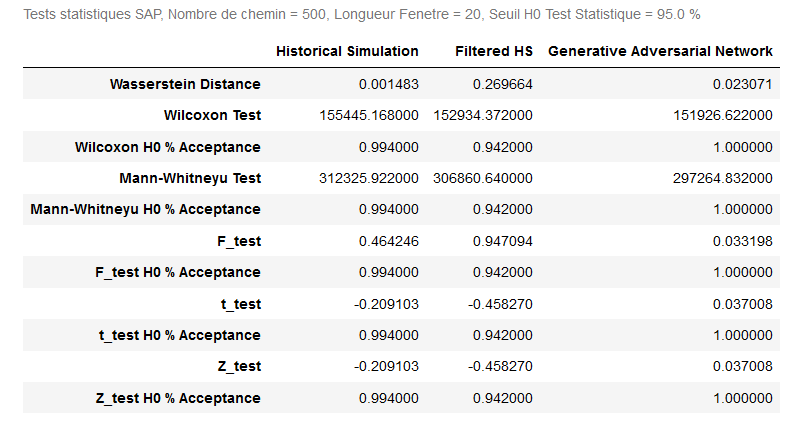 Tests statistiques SAP, Nombre de chemin = 500, Longueur Fenetre = 20, Seuil H0 Test Statistique = 95.0 %
Historical Simulation Filtered HS Generative Adversarial Network
Wasserstein Distance 0.001483 0.269664 0.023071
Wilcoxon Test 155445.168000 152934.372000 151926.622000
Wilcoxon H0 % Acceptance 0.994000 0.942000 1.000000
Mann-Whitneyu Test 312325.922000 306860.640000 297264.832000
Mann-Whitneyu H0 % Acceptance 0.994000 0.942000 1.000000
F_test 0.464246 0.947094 0.033198
F_test H0 % Acceptance 0.994000 0.942000 1.000000
t_test -0.209103 -0.458270 0.037008
t_test H0 % Acceptance 0.994000 0.942000 1.000000
Z_test -0.209103 -0.458270 0.037008
Z_test H0 % Acceptance 0.994000 0.942000 1.000000